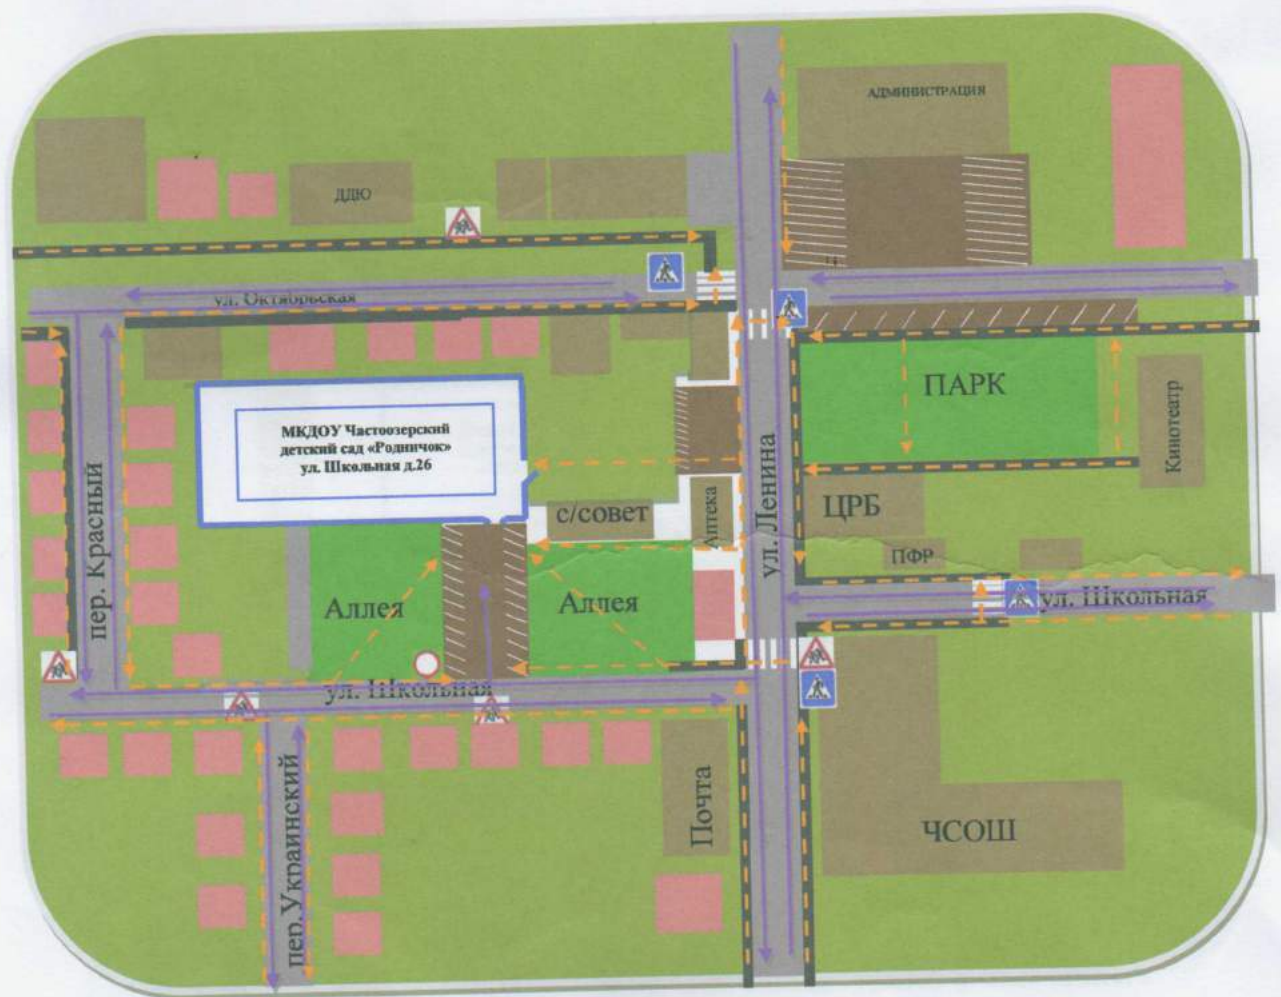 АДМИНИСТРАЦИЯ
ДДЮ
ул. Октябрьская
ПАРК
Кинотеатр
МКДОУ Частоозерский
детский сад «Родничок»
ул. Школьная д.26
пер. Красный
ул. Ленина
с/совет
Аптека
ЦРБ
ПФР
Аллея
Аллея
ул. Школьная
ул. Школьная
пер. Украинский
Почта
ЧСОШ